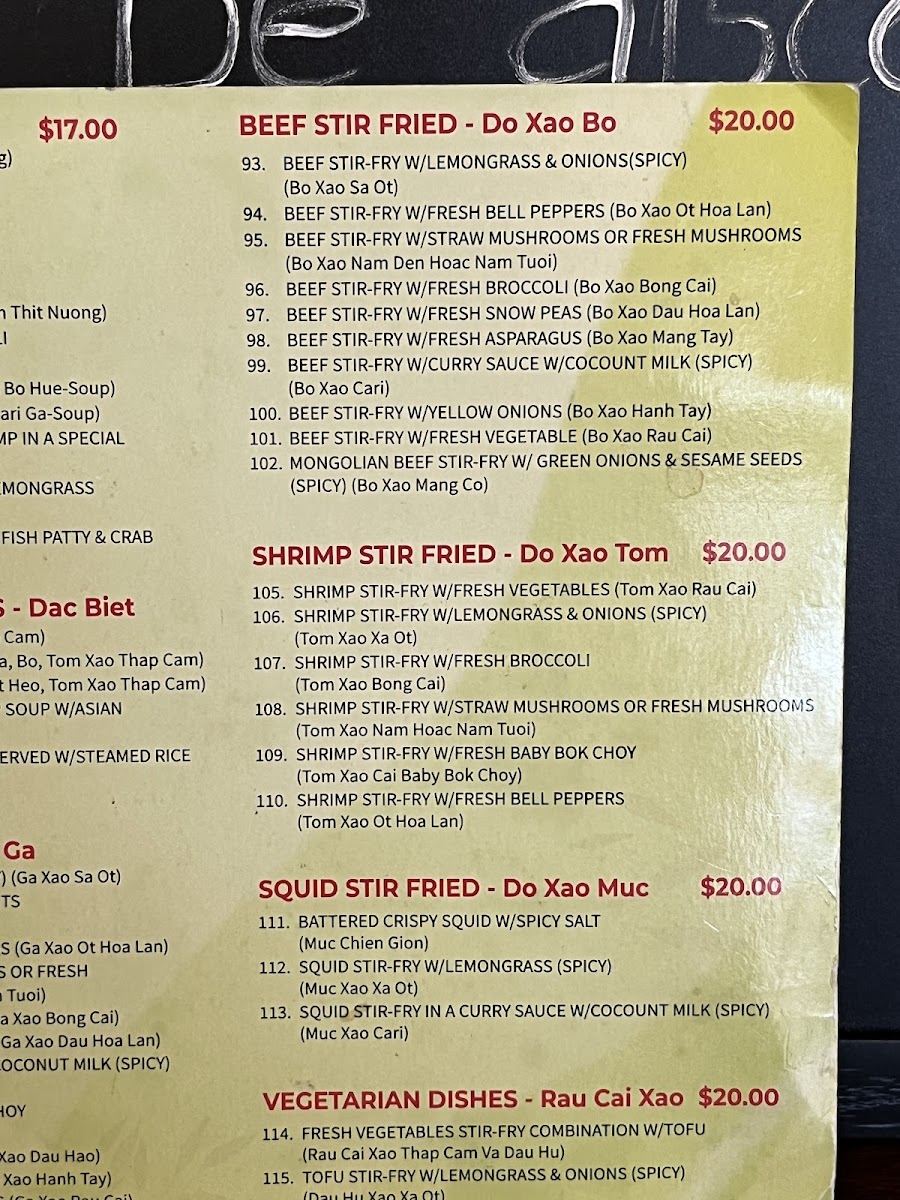 be
$17.00
g)
Thit Nuong)
LI
Bo Hue-Soup)
ari Ga-Soup)
MP IN A SPECIAL
EMONGRASS
FISH PATTY & CRAB
S - Dac Biet
Cam)
a, Bo, Tom Xao Thap Cam)
t Heo, Tom Xao Thap Cam)
SOUP W/ASIAN
ERVED W/STEAMED RICE
Ga
) (Ga Xao Sa Ot)
TS
S (Ga Xao Ot Hoa Lan)
S OR FRESH
Tuoi)
a Xao Bong Cai)
Ga Xao Dau Hoa Lan)
OCONUT MILK (SPICY)
HOY
Xao Dau Hao)
Xao Hanh Tay)
BEEF STIR FRIED - Do Xao Bo $20.00
93. BEEF STIR-FRY W/LEMONGRASS & ONIONS(SPICY)
(Bo Xao Sa Ot)
94. BEEF STIR-FRY W/FRESH BELL PEPPERS (Bo Xao Ot Hoa Lan)
95. BEEF STIR-FRY W/STRAW MUSHROOMS OR FRESH MUSHROOMS
(Bo Xao Nam Den Hoac Nam Tuoi)
96. BEEF STIR-FRY W/FRESH BROCCOLI (Bo Xao Bong Cai)
97. BEEF STIR-FRY W/FRESH SNOW PEAS (Bo Xao Dau Hoa Lan)
98. BEEF STIR-FRY W/FRESH ASPARAGUS (Bo Xao Mang Tay)
99. BEEF STIR-FRY W/CURRY SAUCE W/COCOUNT MILK (SPICY)
(Bo Xao Cari)
100. BEEF STIR-FRY W/YELLOW ONIONS (Bo Xao Hanh Tay)
101. BEEF STIR-FRY W/FRESH VEGETABLE (Bo Xao Rau Cai)
102. MONGOLIAN BEEF STIR-FRY W/ GREEN ONIONS & SESAME SEEDS
(SPICY) (Bo Xao Mang Co)
SHRIMP STIR FRIED - Do Xao Tom $20.00
105. SHRIMP STIR-FRY W/FRESH VEGETABLES (Tom Xao Rau Cai)
106. SHRIMP STIR-FRY W/LEMONGRASS & ONIONS (SPICY)
(Tom Xao Xa Ot)
107. SHRIMP STIR-FRY W/FRESH BROCCOLI
(Tom Xao Bong Cai)
108. SHRIMP STIR-FRY W/STRAW MUSHROOMS OR FRESH MUSHROOMS
(Tom Xao Nam Hoac Nam Tuoi)
109. SHRIMP STIR-FRY W/FRESH BABY BOK CHOY
(Tom Xao Cai Baby Bok Choy)
110. SHRIMP STIR-FRY W/FRESH BELL PEPPERS
(Tom Xao Ot Hoa Lan)
SQUID STIR FRIED - Do Xao Muc $20.00
111. BATTERED CRISPY SQUID W/SPICY SALT
(Muc Chien Gion)
112. SQUID STIR-FRY W/LEMONGRASS (SPICY)
(Muc Xao Xa Ot)
113. SQUID STIR-FRY IN A CURRY SAUCE W/COCOUNT MILK (SPICY)
(Muc Xao Cari)
VEGETARIAN DISHES - Rau Cai Xao $20.00
114. FRESH VEGETABLES STIR-FRY COMBINATION W/TOFU
(Rau Cai Xao Thap Cam Va Dau Hu)
115. TOFU STIR-FRY W/LEMONGRASS & ONIONS (SPICY)
(Dau Hu Xao Xa Ot)